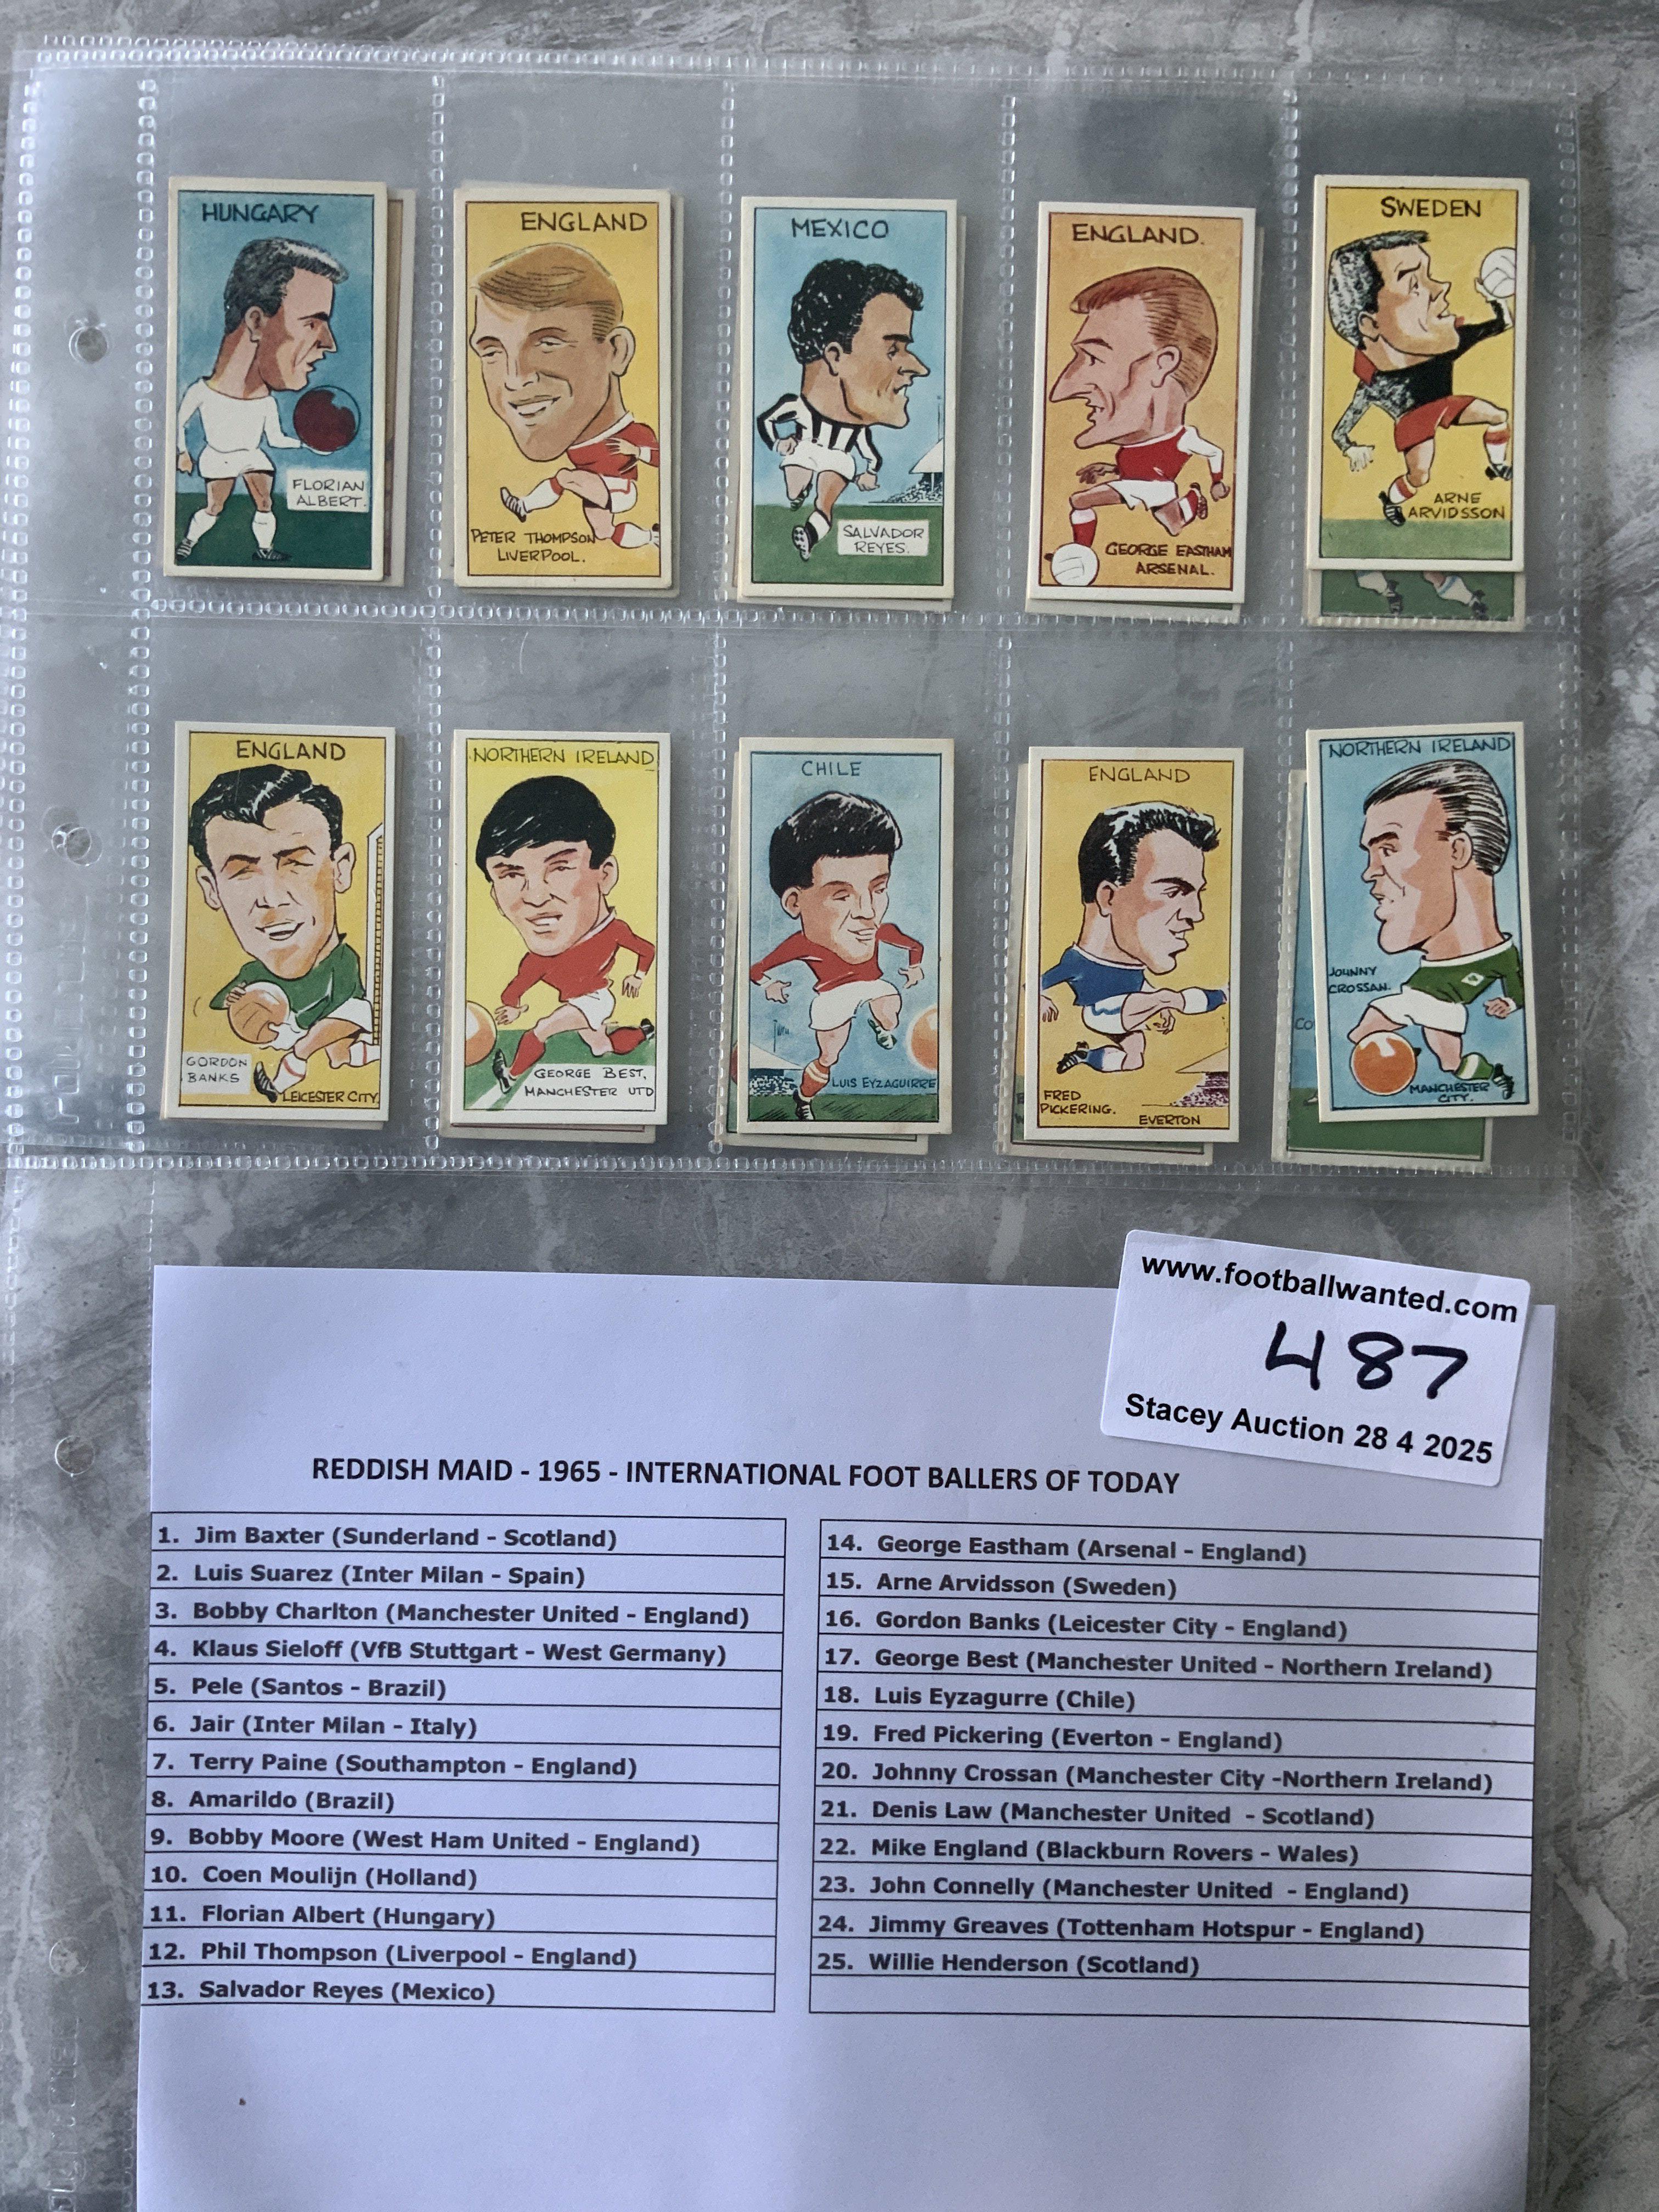 HUNGARY
FLORIAN
ALBERT.
ENGLAND
PETER THOMPSON
LIVERPOOL.
MEXICO
SALVADOR
REYES.
ENGLAND.
GEORGE EASTHAM
ARSENAL.
SWEDEN
ARNE
ARVIDSSON
ENGLAND
GORDON
BANKS
LEICESTER CITY.
NORTHERN IRELAND
GEORGE BEST,
MANCHESTER UTD
CHILE
LUIS EYZAGUIRRE
ENGLAND
FRED
PICKERING.
EVERTON
NORTHERN IRELAND
JOHNNY
CROSSAN.
CO
MANCHESTER
CITY.
www.footballwanted.com
487
Stacey Auction 28 4 2025
REDDISH MAID - 1965 - INTERNATIONAL FOOT BALLERS OF TODAY
1. Jim Baxter (Sunderland - Scotland)
2. Luis Suarez (Inter Milan - Spain)
3. Bobby Charlton (Manchester United - England)
4. Klaus Sieloff (VfB Stuttgart - West Germany)
5. Pele (Santos - Brazil)
6. Jair (Inter Milan - Italy)
7. Terry Paine (Southampton - England)
8. Amarildo (Brazil)
9. Bobby Moore (West Ham United - England)
10. Coen Moulijn (Holland)
11. Florian Albert (Hungary)
12. Phil Thompson (Liverpool - England)
13. Salvador Reyes (Mexico)
14. George Eastham (Arsenal - England)
15. Arne Arvidsson (Sweden)
16. Gordon Banks (Leicester City - England)
17. George Best (Manchester United - Northern Ireland)
18. Luis Eyzagurre (Chile)
19. Fred Pickering (Everton - England)
20. Johnny Crossan (Manchester City -Northern Ireland)
21. Denis Law (Manchester United - Scotland)
22. Mike England (Blackburn Rovers - Wales)
23. John Connelly (Manchester United - England)
24. Jimmy Greaves (Tottenham Hotspur - England)
25. Willie Henderson (Scotland)